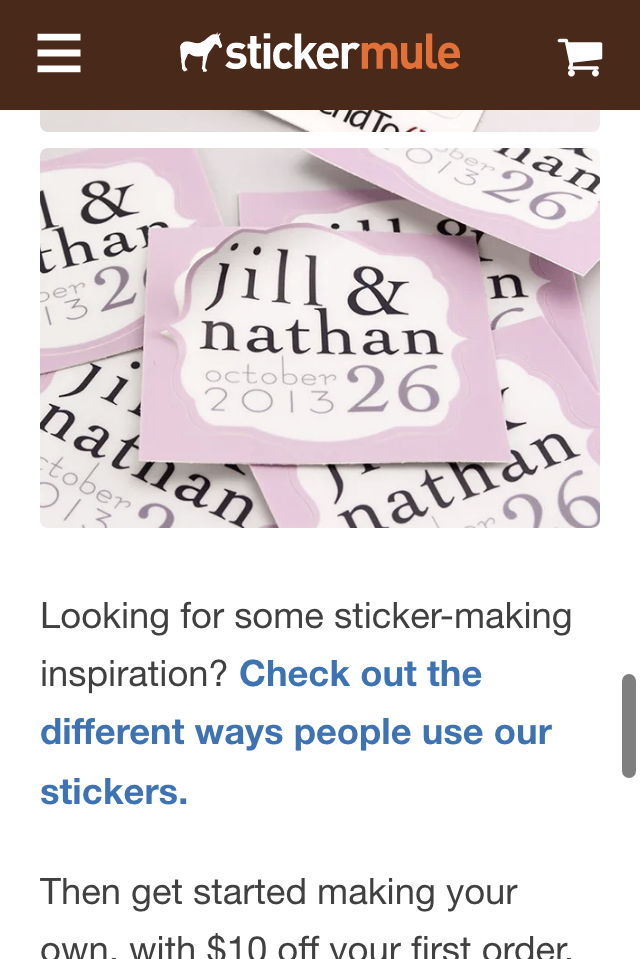 stickermule
jill &
nathan
october
2013 26
Looking for some sticker-making
inspiration? Check out the
different ways people use our
stickers.
Then get started making your
own, with $10 off your first order.